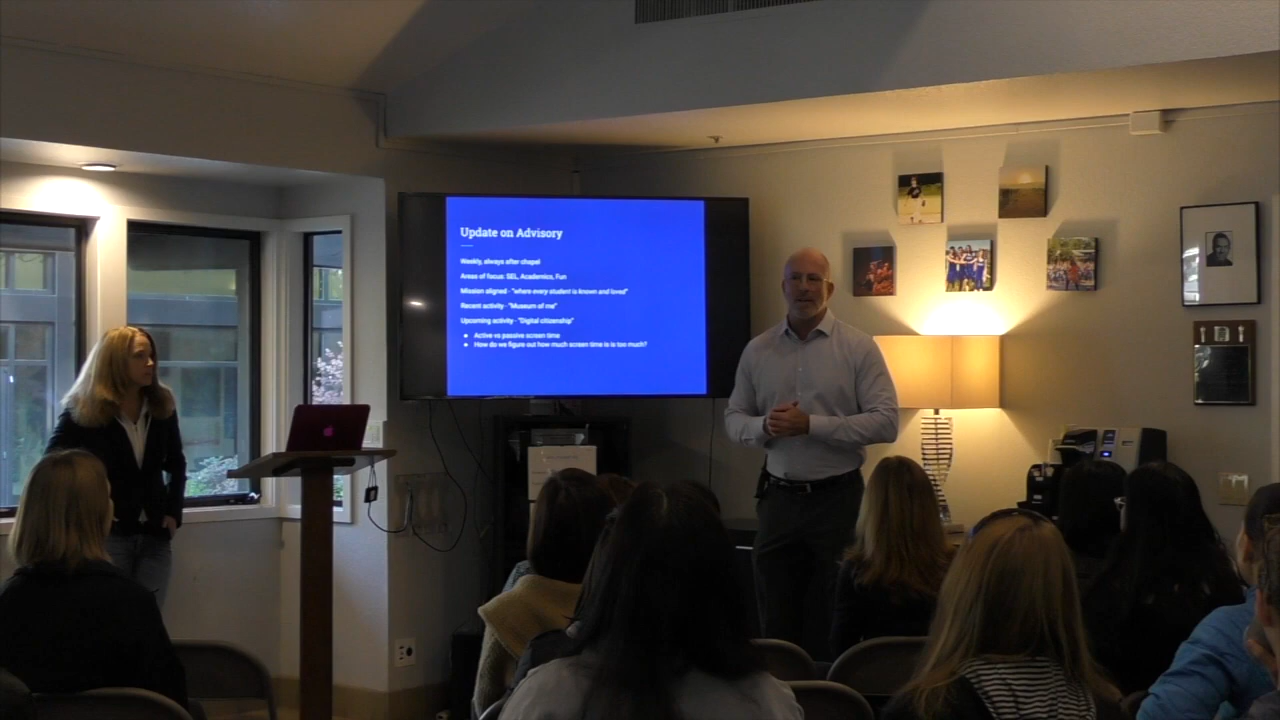 Update on Advisory
Weekly, always after chapel
Areas of focus: SEL, Academics, Fun
Mission aligned - "where every student is known and loved"
Recent activity - "Museum of me"
Upcoming activity - "Digital citizenship"
● Active vs passive screen time
● How do we figure out how much screen time is is too much?